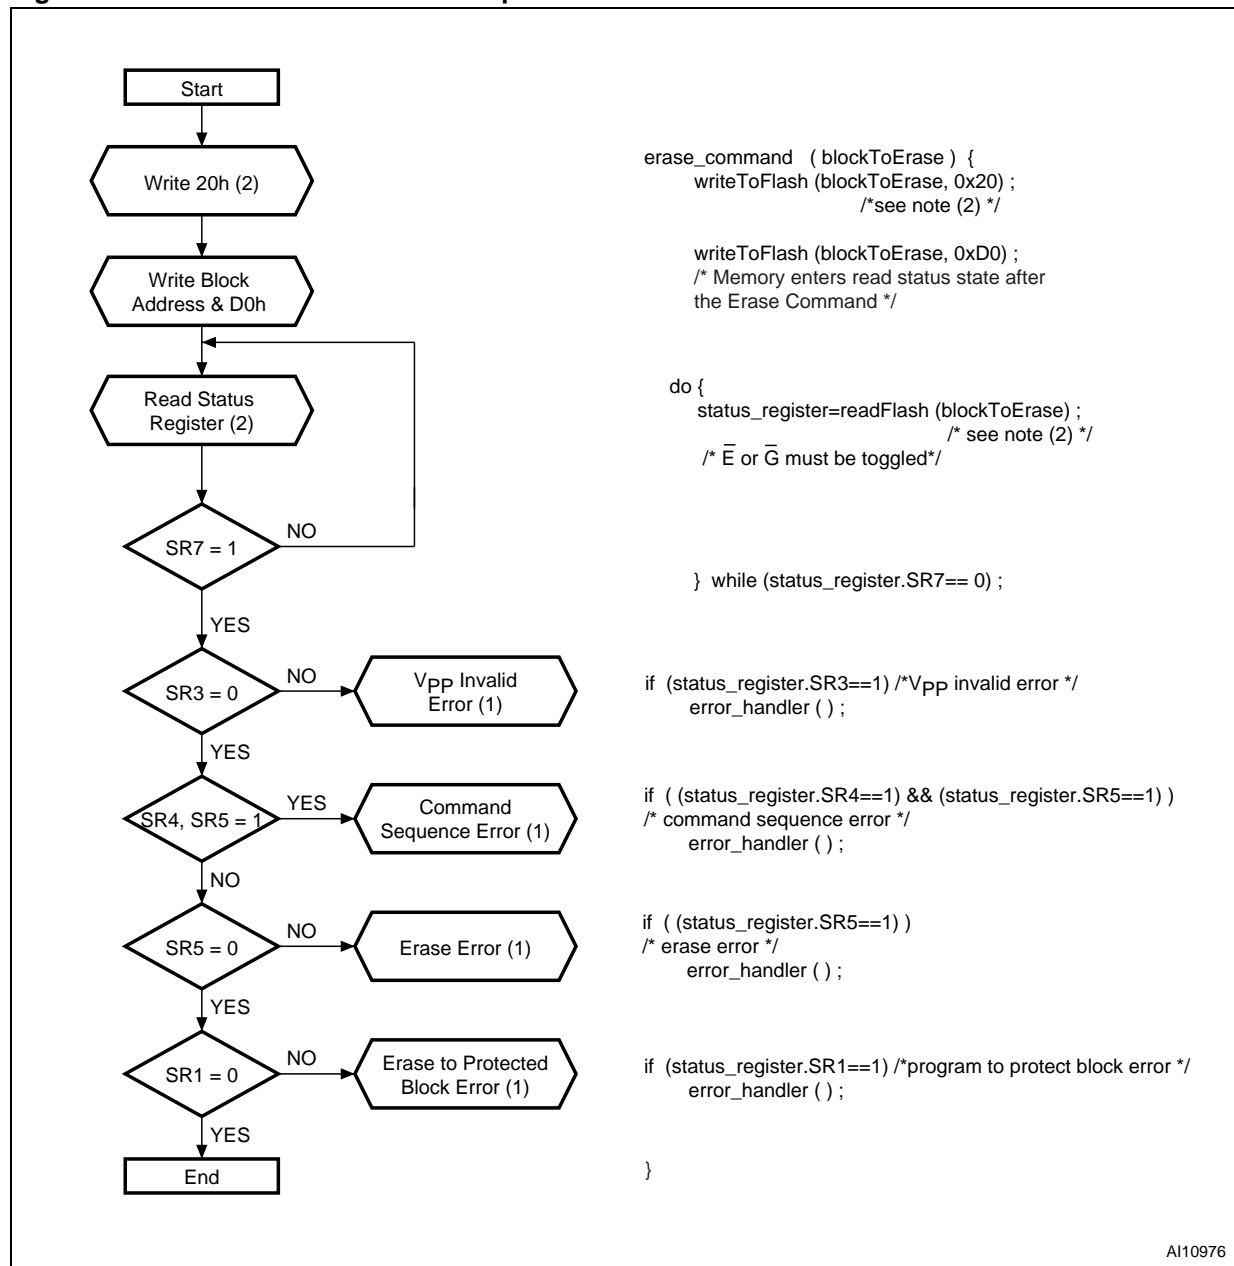 Start
Write 20h (2)
Write Block
Address & D0h
Read Status
Register (2)
SR7 = 1
NO
YES
SR3 = 0
NO
VPP Invalid
Error (1)
YES
SR4, SR5 = 1
YES
Command
Sequence Error (1)
NO
SR5 = 0
NO
Erase Error (1)
YES
SR1 = 0
NO
Erase to Protected
Block Error (1)
YES
End
erase_command ( blockToErase ) {
writeToFlash (blockToErase, 0x20) ;
/*see note (2) */
writeToFlash (blockToErase, 0xD0) ;
/* Memory enters read status state after
the Erase Command */
do {
status_register=readFlash (blockToErase) ;
/* see note (2) */
/* E̅ or G̅ must be toggled*/
} while (status_register.SR7== 0) ;
if (status_register.SR3==1) /*VPP invalid error */
error_handler ( ) ;
if ( (status_register.SR4==1) && (status_register.SR5==1) )
/* command sequence error */
error_handler ( ) ;
if ( (status_register.SR5==1) )
/* erase error */
error_handler ( ) ;
if (status_register.SR1==1) /*program to protect block error */
error_handler ( ) ;
}
AI10976